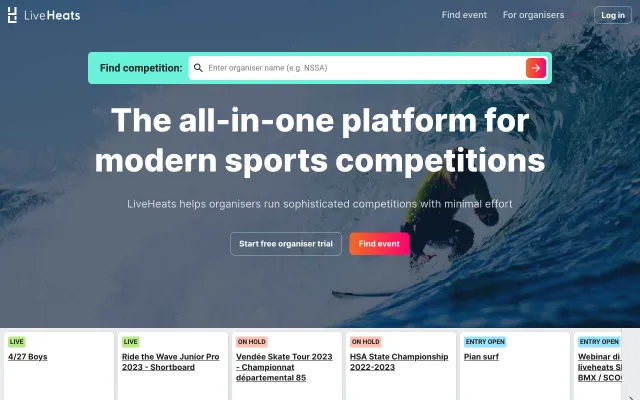 LiveHeats
Find event
For organisers
Log in
Find competition:
Enter organiser name (e.g. NSSA)
The all-in-one platform for
modern sports competitions
LiveHeats helps organisers run sophisticated competitions with minimal effort
Start free organiser trial
Find event
LIVE
4/27 Boys
LIVE
Ride the Wave Junior Pro
2023 - Shortboard
ON HOLD
Vendée Skate Tour 2023
- Championnat
départemental 85
ON HOLD
HSA State Championship
2022-2023
ENTRY OPEN
Pian surf
ENTRY OPEN
Webinar di
liveheats
BMX /